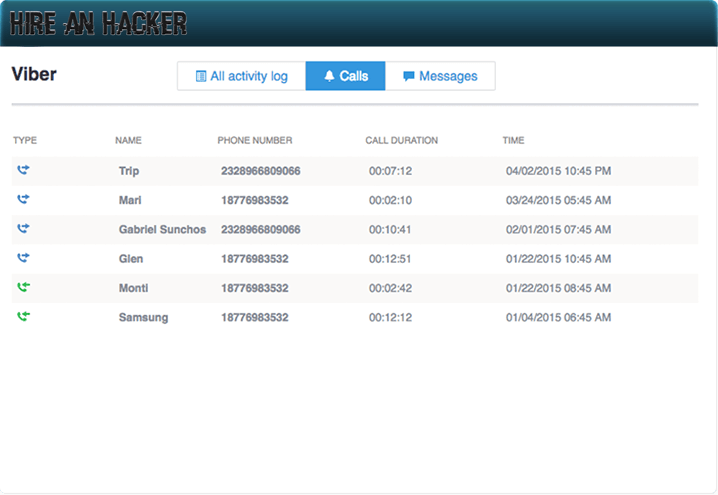 HIRE AN HACKER
Viber
All activity log Calls Messages
TYPE NAME PHONE NUMBER CALL DURATION TIME
Trip 2328966809066 00:07:12 04/02/2015 10:45 PM
Mari 18776983532 00:02:10 03/24/2015 05:45 AM
Gabriel Sunchos 2328966809066 00:10:41 02/01/2015 07:45 AM
Glen 18776983532 00:12:51 01/22/2015 10:45 AM
Monti 18776983532 00:02:42 01/22/2015 08:45 AM
Samsung 18776983532 00:12:12 01/04/2015 06:45 AM